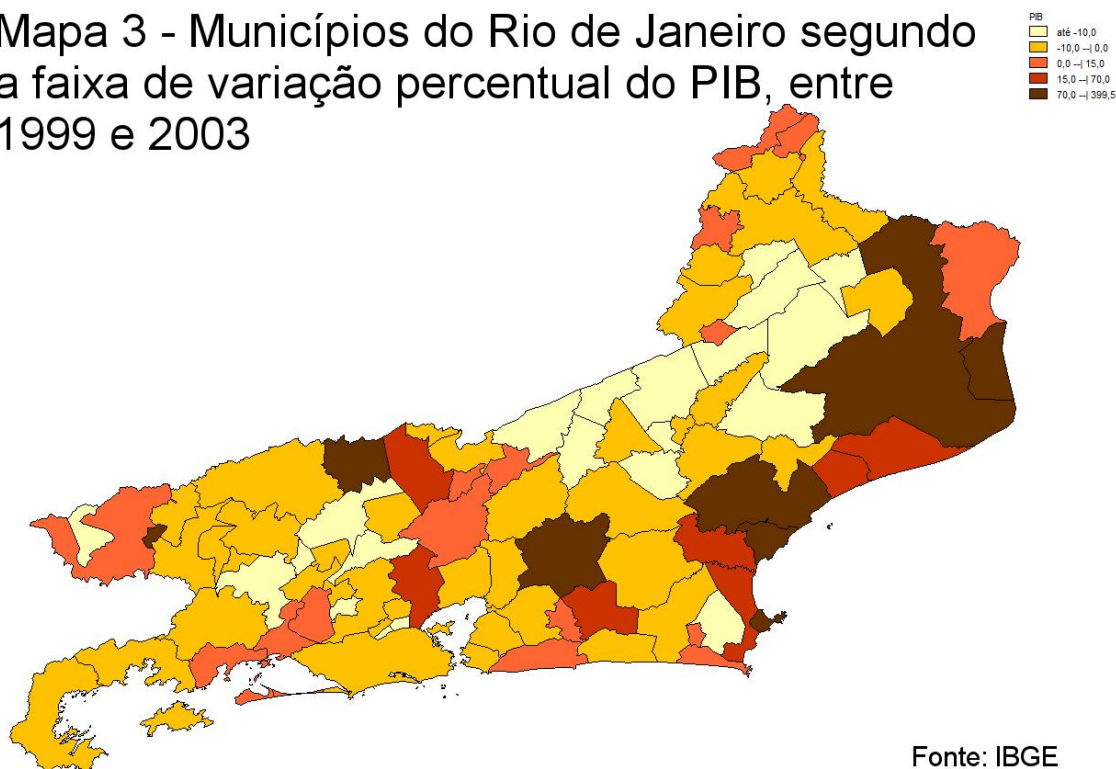 Mapa 3 - Municípios do Rio de Janeiro segundo
a faixa de variação percentual do PIB, entre
1999 e 2003
PIB
até -10,0
-10,0 --| 0,0
0,0 --| 15,0
15,0 --| 70,0
70,0 --| 399,5
Fonte: IBGE